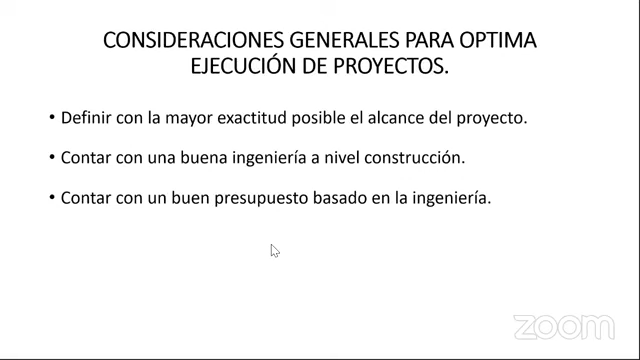 CONSIDERACIONES GENERALES PARA OPTIMA
EJECUCIÓN DE PROYECTOS.
• Definir con la mayor exactitud posible el alcance del proyecto.
• Contar con una buena ingeniería a nivel construcción.
• Contar con un buen presupuesto basado en la ingeniería.
zoom